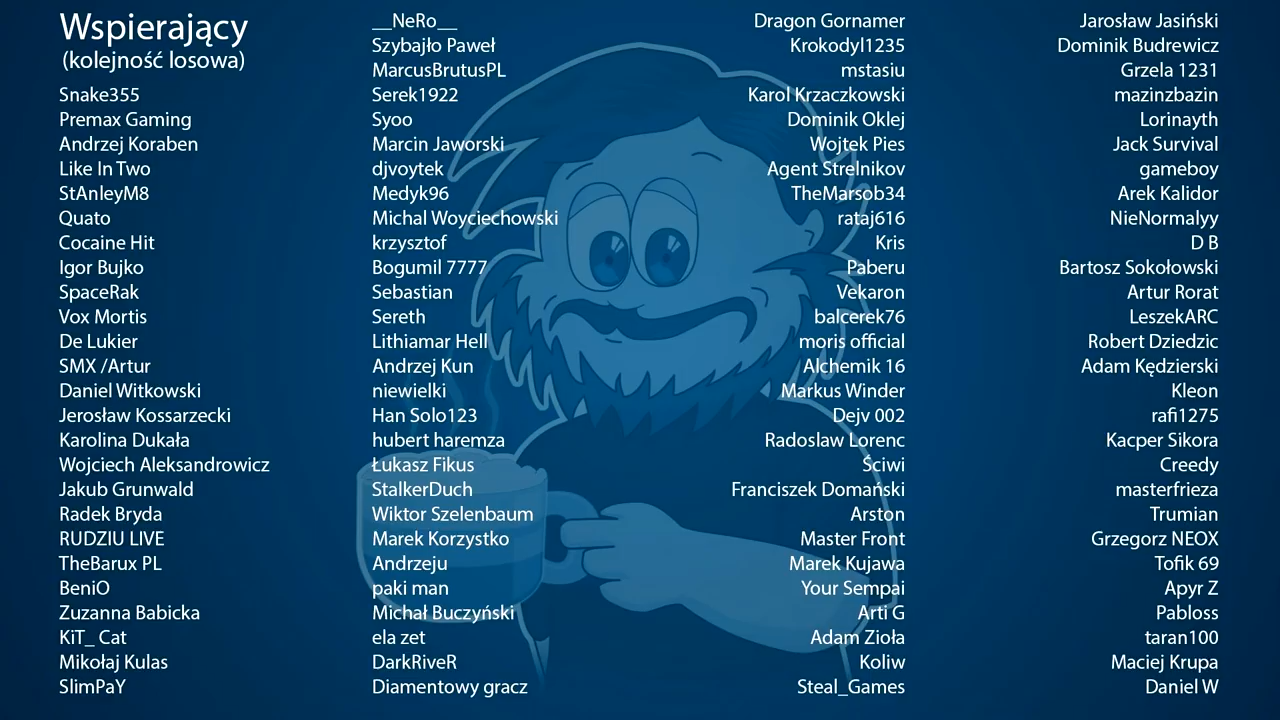 Wspierający
(kolejność losowa)
Snake355
Premax Gaming
Andrzej Koraben
Like In Two
StAnleyM8
Quato
Cocaine Hit
Igor Bujko
SpaceRak
Vox Mortis
De Lukier
SMX /Artur
Daniel Witkowski
Jerosław Kossarzecki
Karolina Dukała
Wojciech Aleksandrowicz
Jakub Grunwald
Radek Bryda
RUDZIU LIVE
TheBarux PL
BeniO
Zuzanna Babicka
KiT_ Cat
Mikołaj Kulas
SlimPaY
__NeRo__
Szybajło Paweł
MarcusBrutusPL
Serek1922
Syoo
Marcin Jaworski
djvoytek
Medyk96
Michal Woyciechowski
krzysztof
Bogumil 7777
Sebastian
Sereth
Lithiamar Hell
Andrzej Kun
niewielki
Han Solo123
hubert haremza
Łukasz Fikus
StalkerDuch
Wiktor Szelenbaum
Marek Korzystko
Andrzeju
paki man
Michał Buczyński
ela zet
DarkRiveR
Diamentowy gracz
Dragon Gornamer
Krokodyl1235
mstasiu
Karol Krzaczkowski
Dominik Oklej
Wojtek Pies
Agent Strelnikov
TheMarsob34
rataj616
Kris
Paberu
Vekaron
balcerek76
moris official
Alchemik 16
Markus Winder
Dejv 002
Radoslaw Lorenc
Ściwi
Franciszek Domański
Arston
Master Front
Marek Kujawa
Your Sempai
Arti G
Adam Zioła
Koliw
Steal_Games
Jarosław Jasiński
Dominik Budrewicz
Grzela 1231
mazinzbazin
Lorinayth
Jack Survival
gameboy
Arek Kalidor
NieNormalyy
D B
Bartosz Sokołowski
Artur Rorat
LeszekARC
Robert Dziedzic
Adam Kędzierski
Kleon
rafi1275
Kacper Sikora
Creedy
masterfrieza
Trumian
Grzegorz NEOX
Tofik 69
Apyr Z
Pabloss
taran100
Maciej Krupa
Daniel W